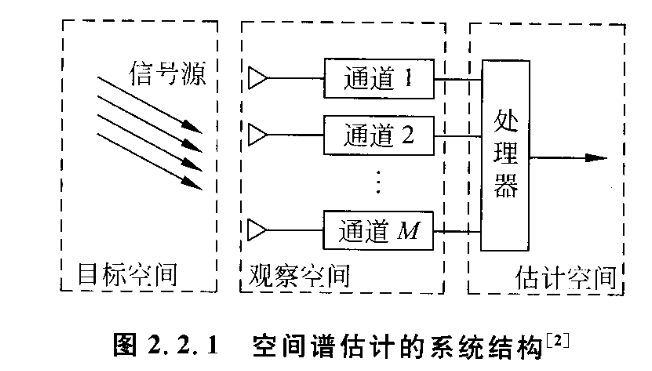 信号源
通道 1
通道 2
⋮
通道 M
处理器
目标空间
观察空间
估计空间
图 2.2.1 空间谱估计的系统结构[2]